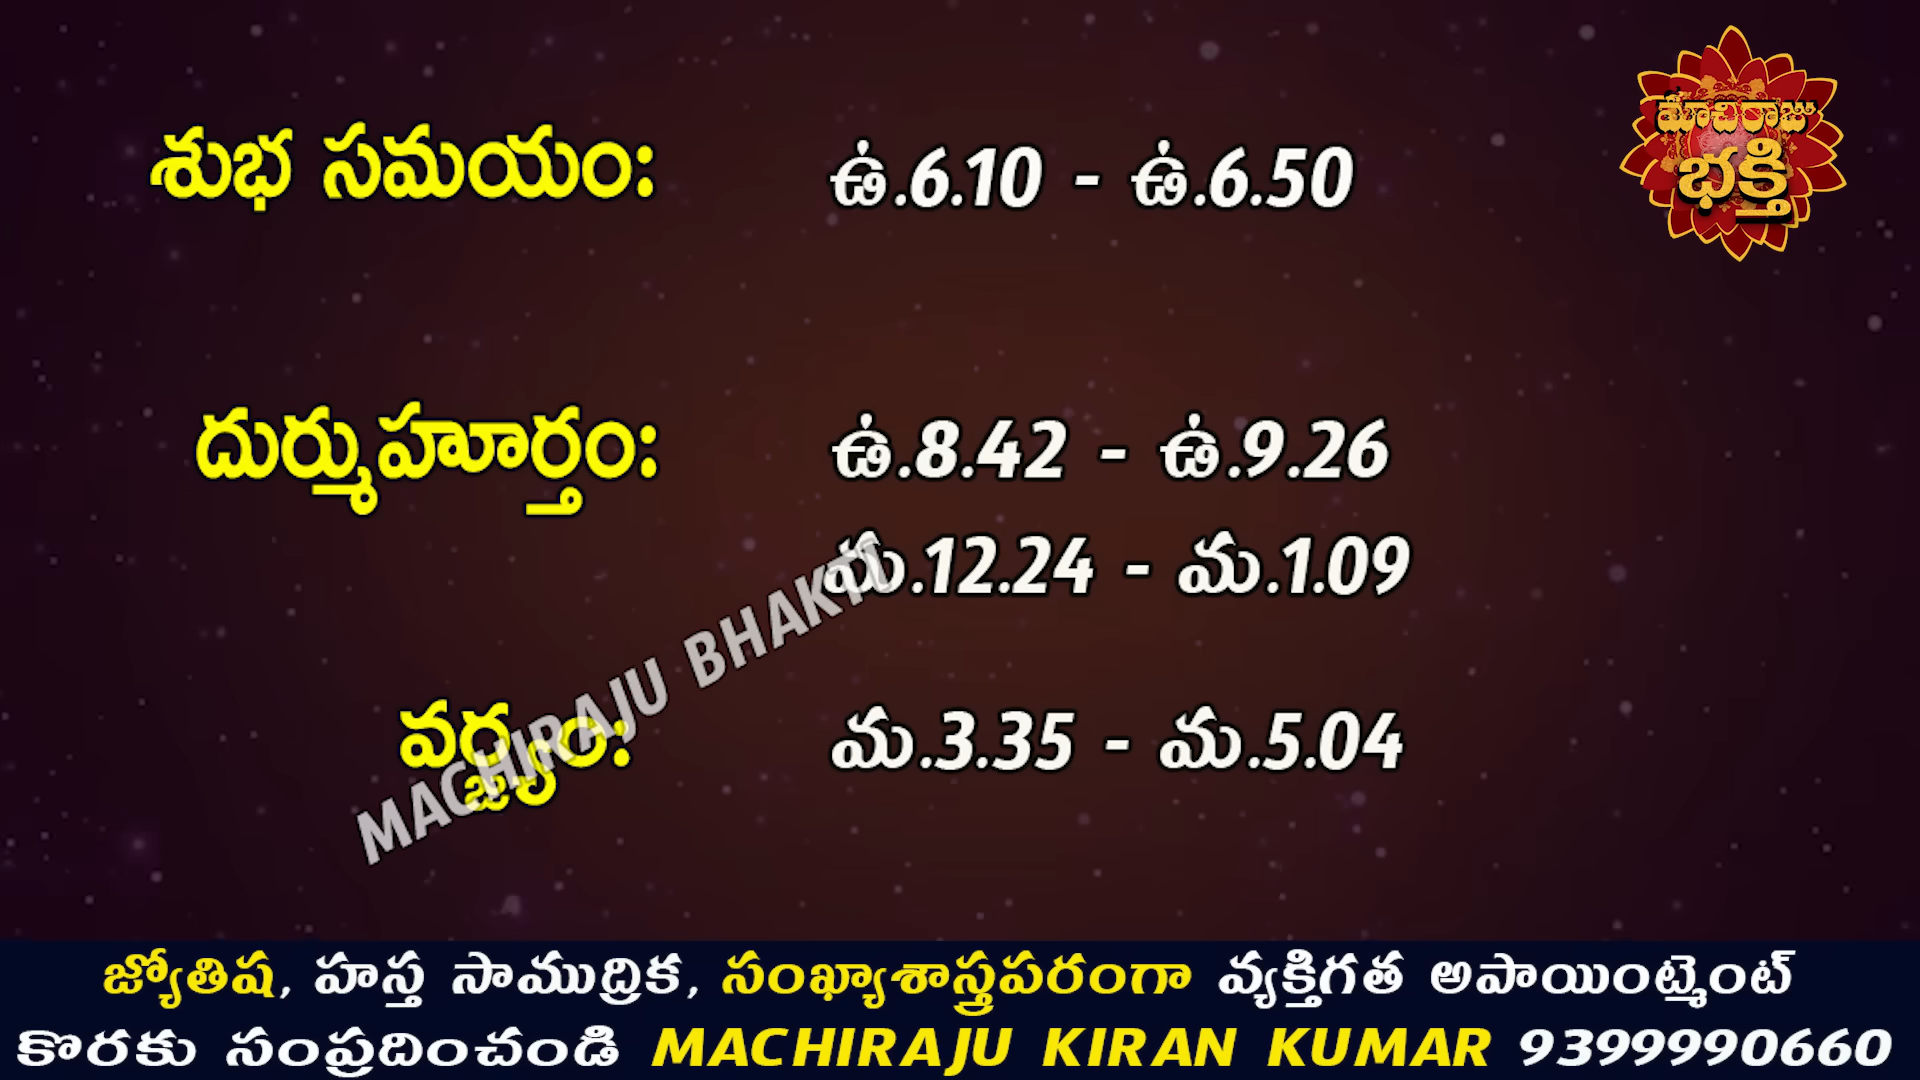 మాచిరాజు
భక్తి
శుభ సమయం: ఉ.6.10 - ఉ.6.50
దుర్ముహూర్తం: ఉ.8.42 - ఉ.9.26
మ.12.24 - మ.1.09
వర్జ్యం: మ.3.35 - మ.5.04
MACHIRAJU BHAKTI
జ్యోతిష, హస్త సాముద్రిక, సంఖ్యాశాస్త్రపరంగా వ్యక్తిగత అపాయింట్మెంట్
కొరకు సంప్రదించండి MACHIRAJU KIRAN KUMAR 9399990660